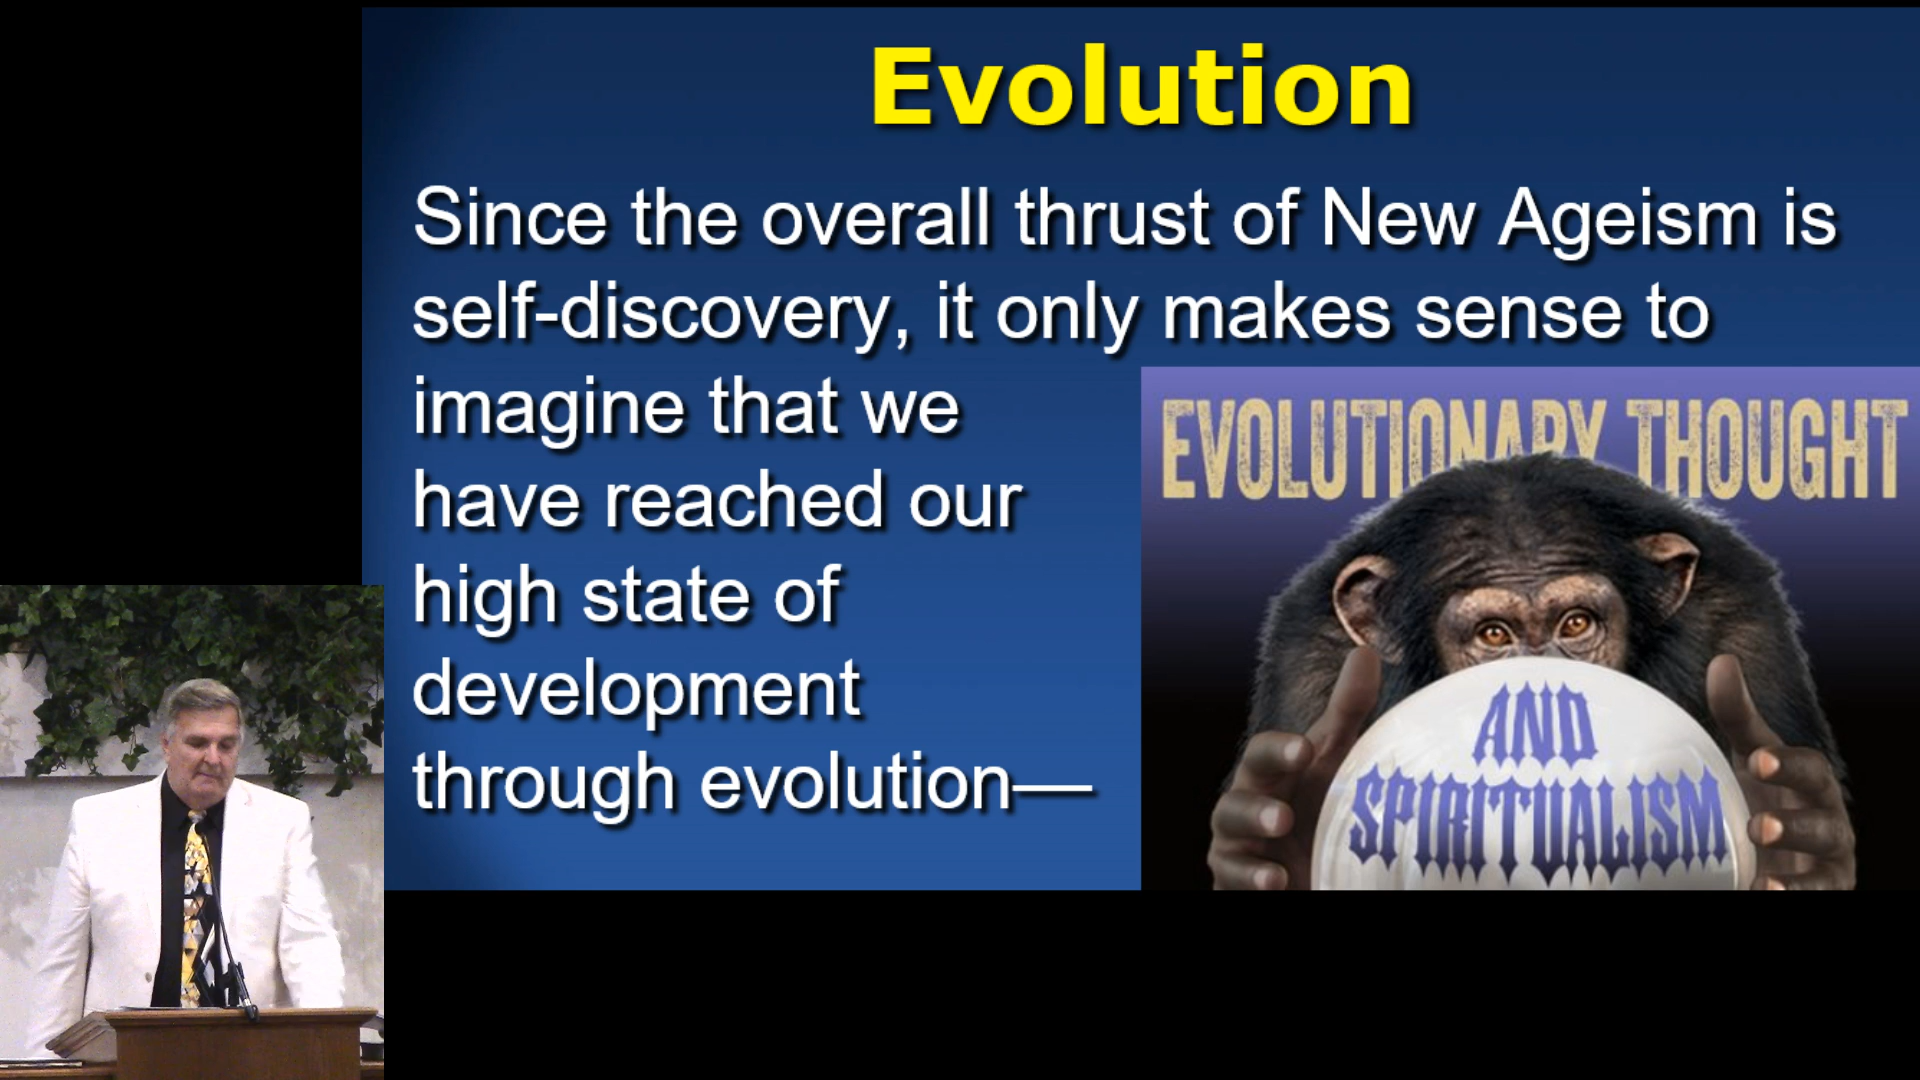 Evolution
Since the overall thrust of New Ageism is
self-discovery, it only makes sense to
imagine that we
have reached our
high state of
development
through evolution—
EVOLUTIONARY THOUGHT
AND
SPIRITUALISM